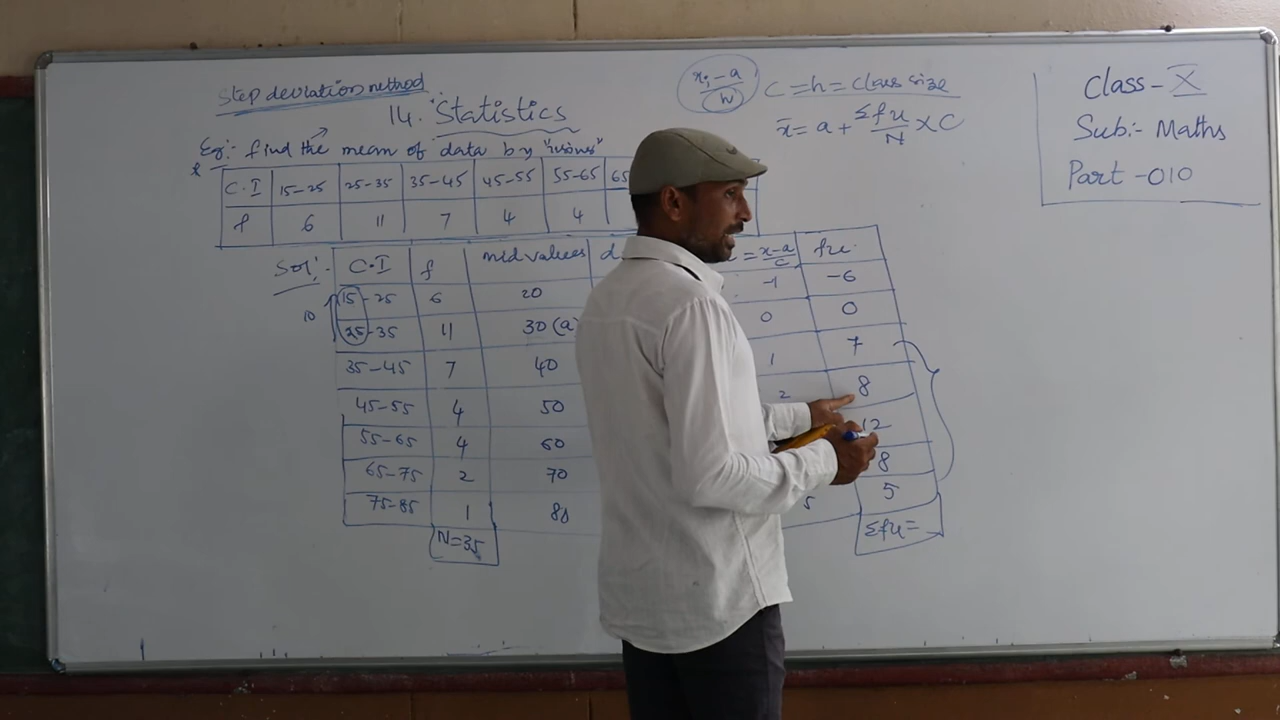 Step deviation method
14. Statistics
x̄i - a / h
C = h = class size
x̄ = a + Σfu/N × C
Class - X
Sub:- Maths
Part - 010
Eg:- find the mean of data by
C.I 15-25 25-35 35-45 45-55 55-65 65
f 6 11 7 4 4
Sol:- C.I f mid values d = x-a/c fu.
10 15-25 6 20 -1 -6
25-35 11 30(a) 0 0
35-45 7 40 1 7
45-55 4 50 2 8
55-65 4 60 12
65-75 2 70 8
75-85 1 80 5 5
N=35 Σfu=